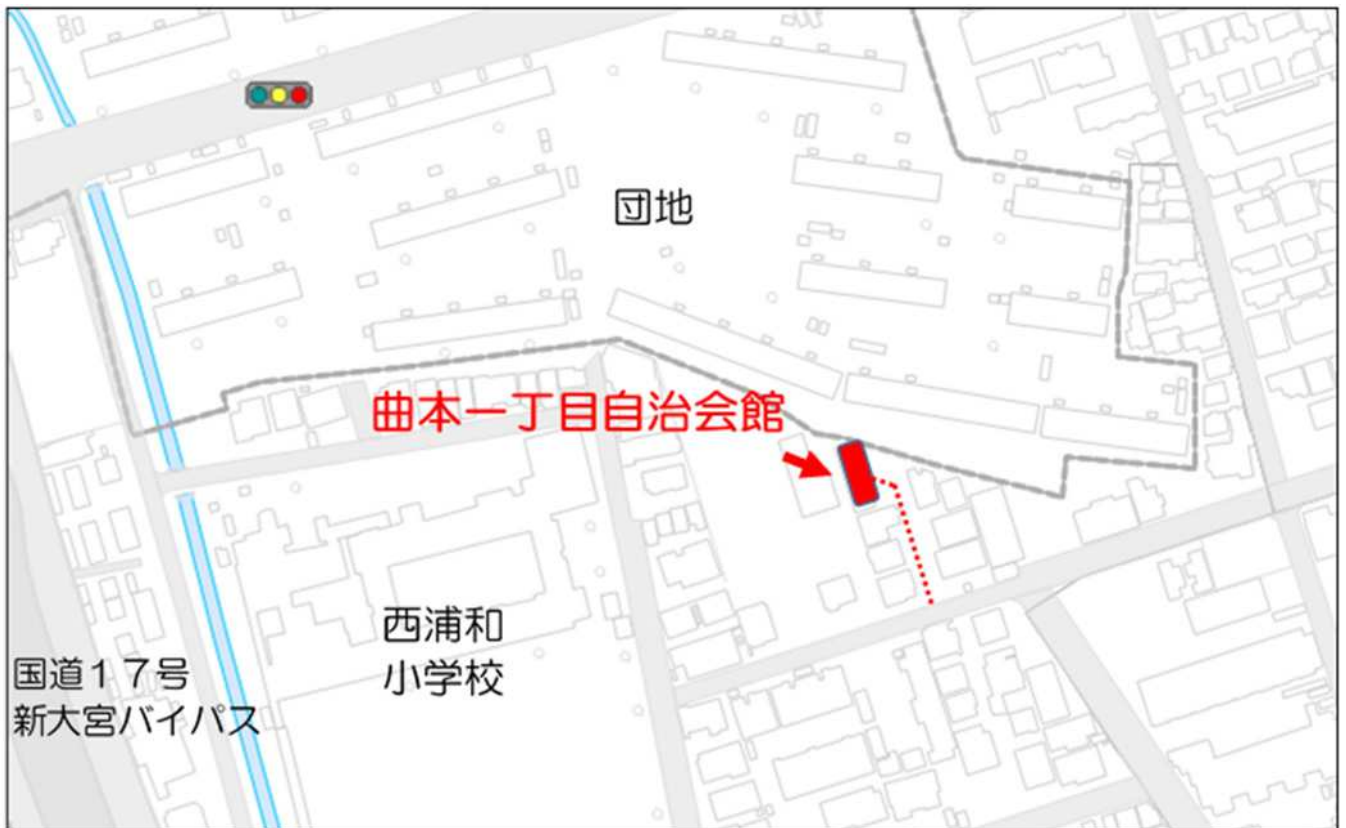 団地
曲本一丁目自治会館
西浦和
小学校
国道１７号
新大宮バイパス